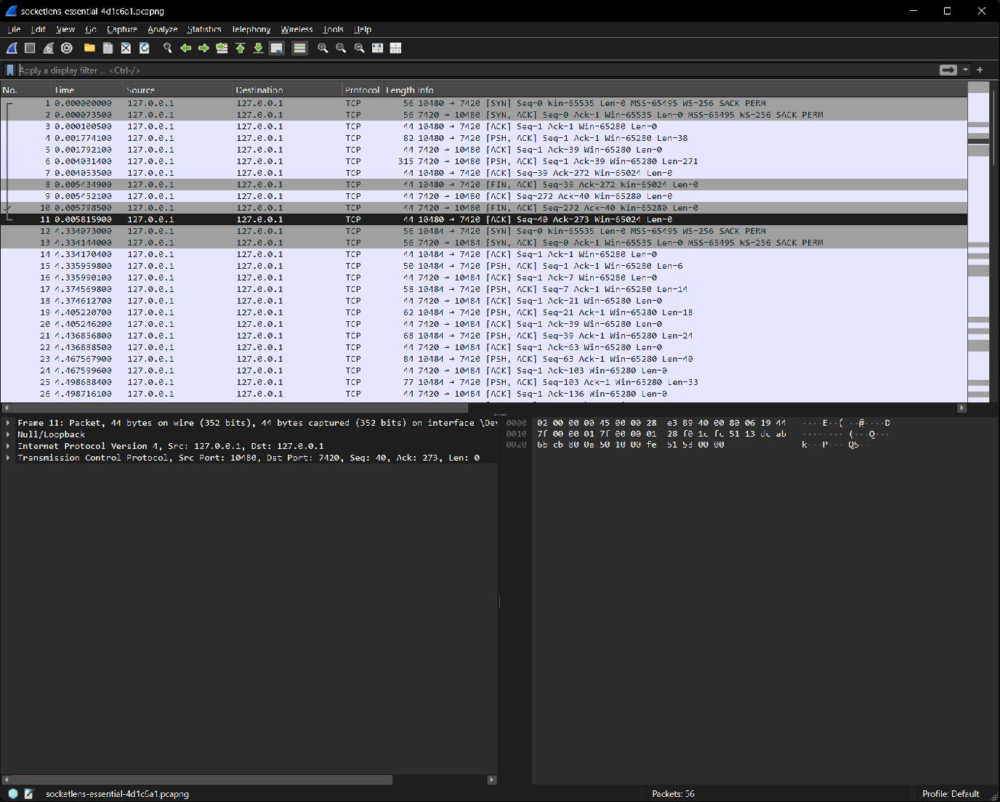 socketlens-essential-4d1c6a1.pcapng
File Edit View Go Capture Analyze Statistics Telephony Wireless Tools Help
Apply a display filter ... <Ctrl-/>
No. Time Source Destination Protocol Length Info
1 0.000000000 127.0.0.1 127.0.0.1 TCP 56 10480 → 7420 [SYN] Seq=0 Win=65535 Len=0 MSS=65495 WS=256 SACK_PERM
2 0.000073500 127.0.0.1 127.0.0.1 TCP 56 7420 → 10480 [SYN, ACK] Seq=0 Ack=1 Win=65535 Len=0 MSS=65495 WS=256 SACK_PERM
3 0.000100500 127.0.0.1 127.0.0.1 TCP 44 10480 → 7420 [ACK] Seq=1 Ack=1 Win=65280 Len=0
4 0.001774100 127.0.0.1 127.0.0.1 TCP 82 10480 → 7420 [PSH, ACK] Seq=1 Ack=1 Win=65280 Len=38
5 0.001792100 127.0.0.1 127.0.0.1 TCP 44 7420 → 10480 [ACK] Seq=1 Ack=39 Win=65280 Len=0
6 0.004031400 127.0.0.1 127.0.0.1 TCP 315 7420 → 10480 [PSH, ACK] Seq=1 Ack=39 Win=65280 Len=271
7 0.004053500 127.0.0.1 127.0.0.1 TCP 44 10480 → 7420 [ACK] Seq=39 Ack=272 Win=65024 Len=0
8 0.005434900 127.0.0.1 127.0.0.1 TCP 44 10480 → 7420 [FIN, ACK] Seq=39 Ack=272 Win=65024 Len=0
9 0.005452100 127.0.0.1 127.0.0.1 TCP 44 7420 → 10480 [ACK] Seq=272 Ack=40 Win=65280 Len=0
10 0.005798500 127.0.0.1 127.0.0.1 TCP 44 7420 → 10480 [FIN, ACK] Seq=272 Ack=40 Win=65280 Len=0
11 0.005815900 127.0.0.1 127.0.0.1 TCP 44 10480 → 7420 [ACK] Seq=40 Ack=273 Win=65024 Len=0
12 4.334073000 127.0.0.1 127.0.0.1 TCP 56 10484 → 7420 [SYN] Seq=0 Win=65535 Len=0 MSS=65495 WS=256 SACK_PERM
13 4.334144000 127.0.0.1 127.0.0.1 TCP 56 7420 → 10484 [SYN, ACK] Seq=0 Ack=1 Win=65535 Len=0 MSS=65495 WS=256 SACK_PERM
14 4.334170400 127.0.0.1 127.0.0.1 TCP 44 10484 → 7420 [ACK] Seq=1 Ack=1 Win=65280 Len=0
15 4.335959800 127.0.0.1 127.0.0.1 TCP 50 10484 → 7420 [PSH, ACK] Seq=1 Ack=1 Win=65280 Len=6
16 4.335990100 127.0.0.1 127.0.0.1 TCP 44 7420 → 10484 [ACK] Seq=1 Ack=7 Win=65280 Len=0
17 4.374569800 127.0.0.1 127.0.0.1 TCP 58 10484 → 7420 [PSH, ACK] Seq=7 Ack=1 Win=65280 Len=14
18 4.374612700 127.0.0.1 127.0.0.1 TCP 44 7420 → 10484 [ACK] Seq=1 Ack=21 Win=65280 Len=0
19 4.405220700 127.0.0.1 127.0.0.1 TCP 62 10484 → 7420 [PSH, ACK] Seq=21 Ack=1 Win=65280 Len=18
20 4.405246200 127.0.0.1 127.0.0.1 TCP 44 7420 → 10484 [ACK] Seq=1 Ack=39 Win=65280 Len=0
21 4.436856800 127.0.0.1 127.0.0.1 TCP 68 10484 → 7420 [PSH, ACK] Seq=39 Ack=1 Win=65280 Len=24
22 4.436888500 127.0.0.1 127.0.0.1 TCP 44 7420 → 10484 [ACK] Seq=1 Ack=63 Win=65280 Len=0
23 4.467567900 127.0.0.1 127.0.0.1 TCP 84 10484 → 7420 [PSH, ACK] Seq=63 Ack=1 Win=65280 Len=40
24 4.467599600 127.0.0.1 127.0.0.1 TCP 44 7420 → 10484 [ACK] Seq=1 Ack=103 Win=65280 Len=0
25 4.498688400 127.0.0.1 127.0.0.1 TCP 77 10484 → 7420 [PSH, ACK] Seq=103 Ack=1 Win=65280 Len=33
26 4.498716100 127.0.0.1 127.0.0.1 TCP 44 7420 → 10484 [ACK] Seq=1 Ack=136 Win=65280 Len=0
Frame 11: Packet, 44 bytes on wire (352 bits), 44 bytes captured (352 bits) on interface \Dev
Null/Loopback
Internet Protocol Version 4, Src: 127.0.0.1, Dst: 127.0.0.1
Transmission Control Protocol, Src Port: 10480, Dst Port: 7420, Seq: 40, Ack: 273, Len: 0
0000 02 00 00 00 45 00 00 28 e3 89 40 00 80 06 19 44 ····E··( ··@····D
0010 7f 00 00 01 7f 00 00 01 28 f0 1c fc 51 13 dc ab ········ (···Q···
0020 6b cb 80 0a 50 10 00 fe 51 53 00 00 k···P··· QS··
socketlens-essential-4d1c6a1.pcapng
Packets: 56
Profile: Default